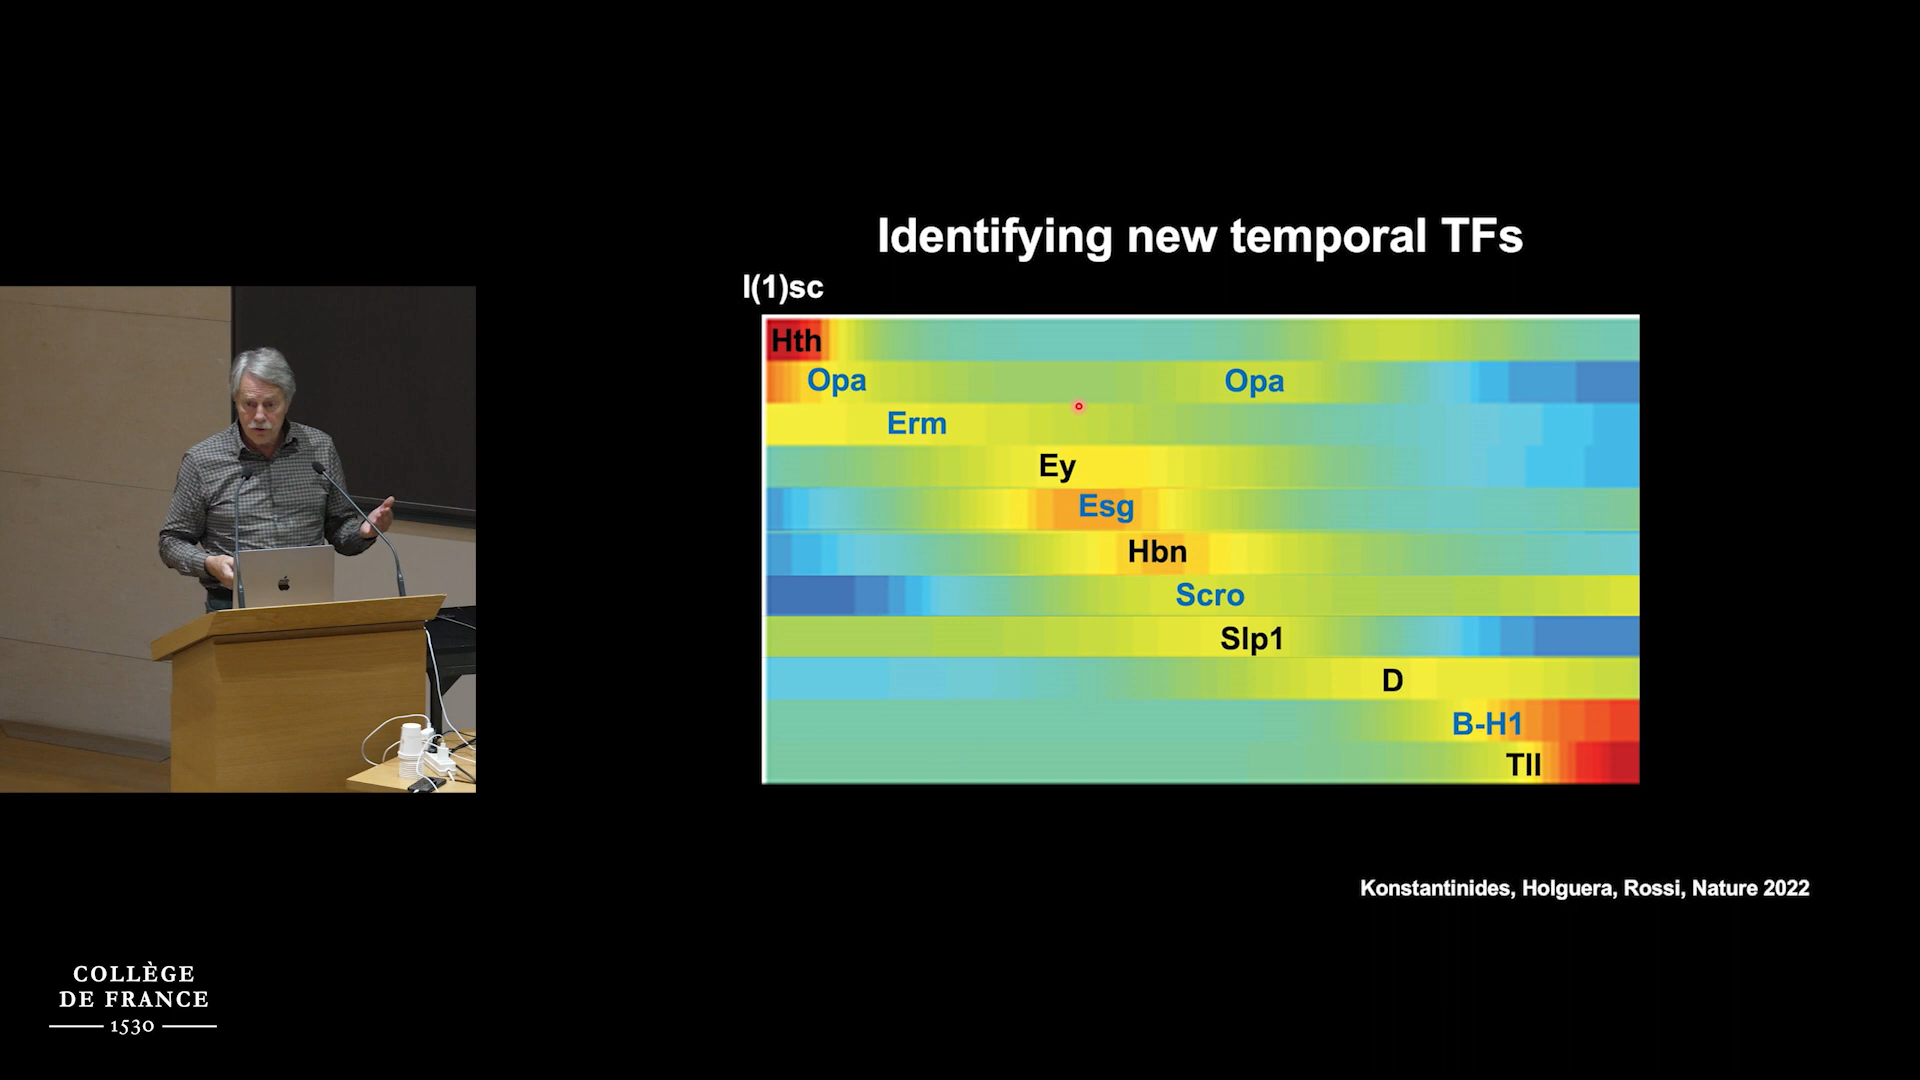 Identifying new temporal TFs
l(1)sc
Hth
Opa Opa
Erm
Ey
Esg
Hbn
Scro
Slp1
D
B-H1
Tll
Konstantinides, Holguera, Rossi, Nature 2022
COLLÈGE
DE FRANCE
1530